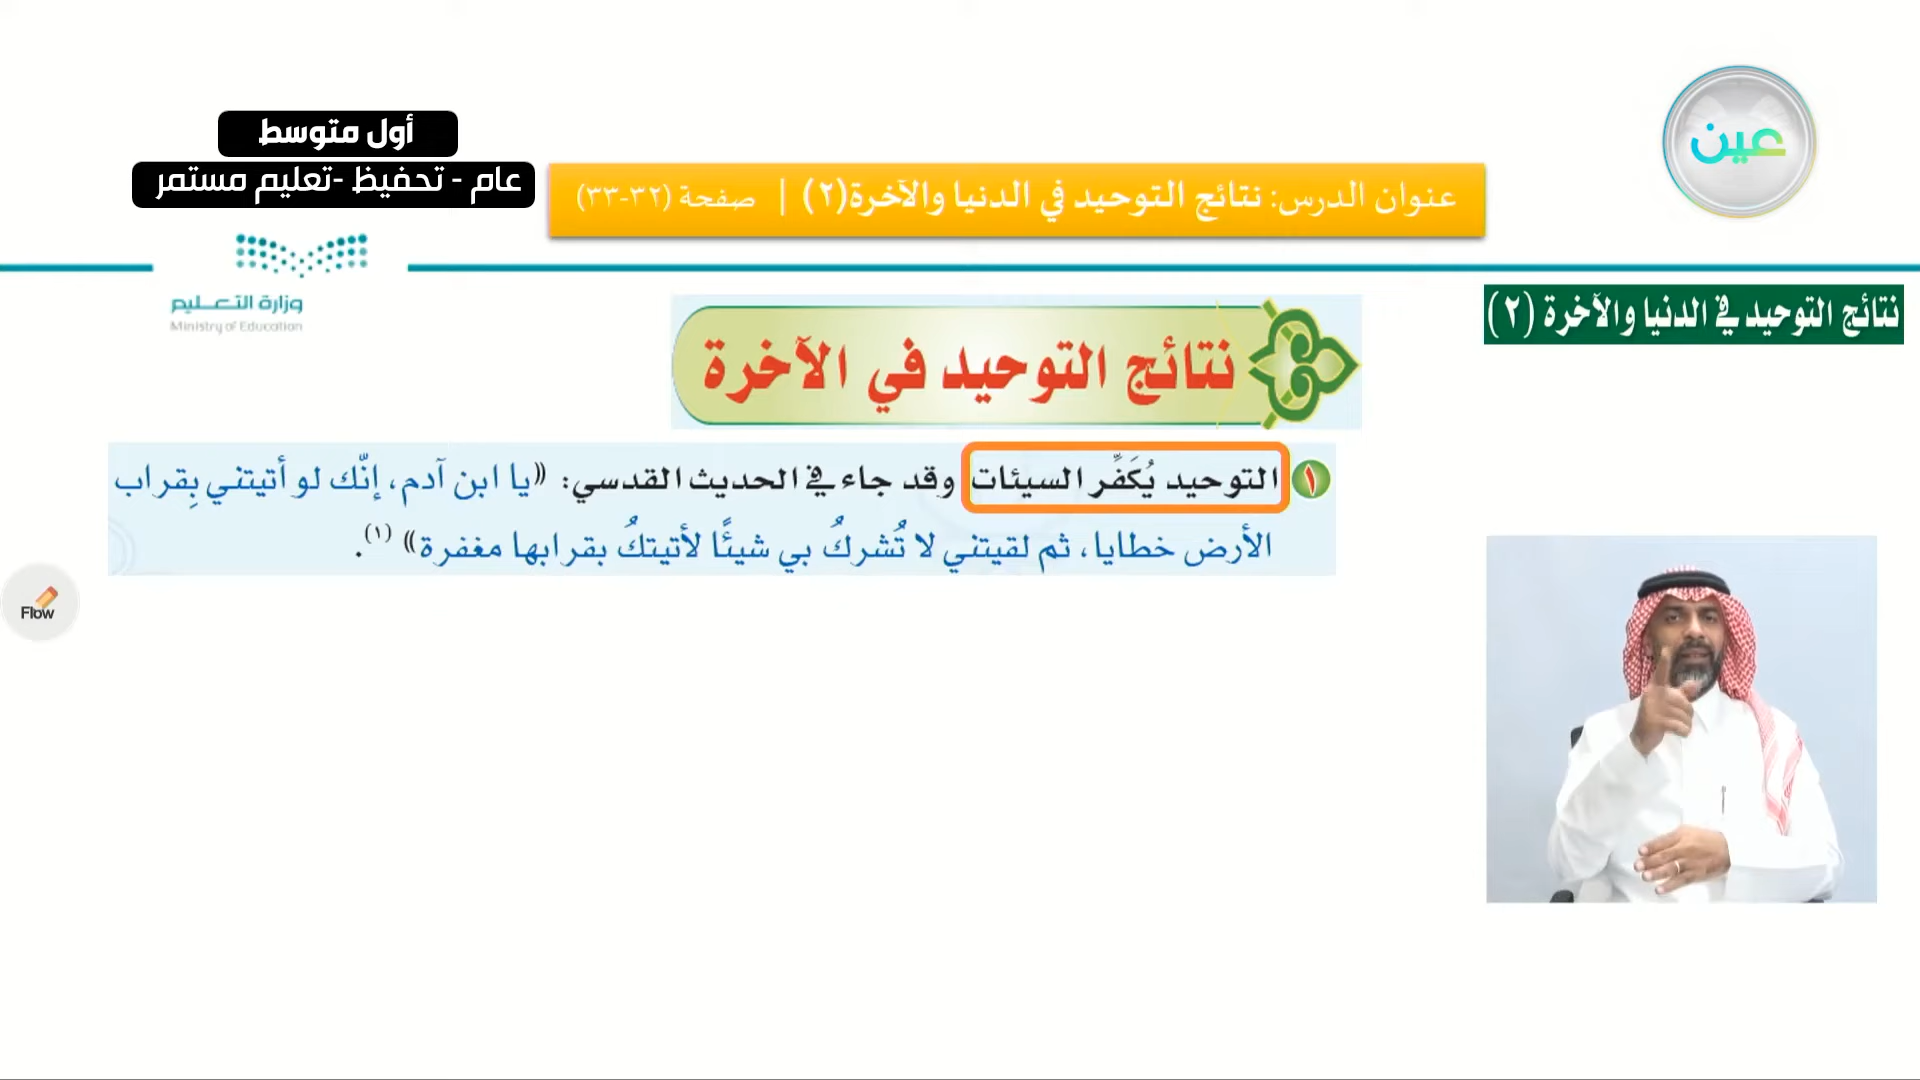 عين
أول متوسط
عام - تحفيظ -تعليم مستمر
عنوان الدرس: نتائج التوحيد في الدنيا والآخرة(٢) | صفحة (٣٢-٣٣)
وزارة التعـــليم
Ministry of Education
نتائج التوحيد في الدنيا والآخرة (٢)
نتائج التوحيد في الآخرة
١ التوحيد يُكَفِّر السيئات وقد جاء في الحديث القدسي: «يا ابن آدم، إنّك لو أتيتني بِقراب
الأرض خطايا، ثم لقيتني لا تُشركُ بي شيئًا لأتيتكُ بقرابها مغفرة» (١).
Flow